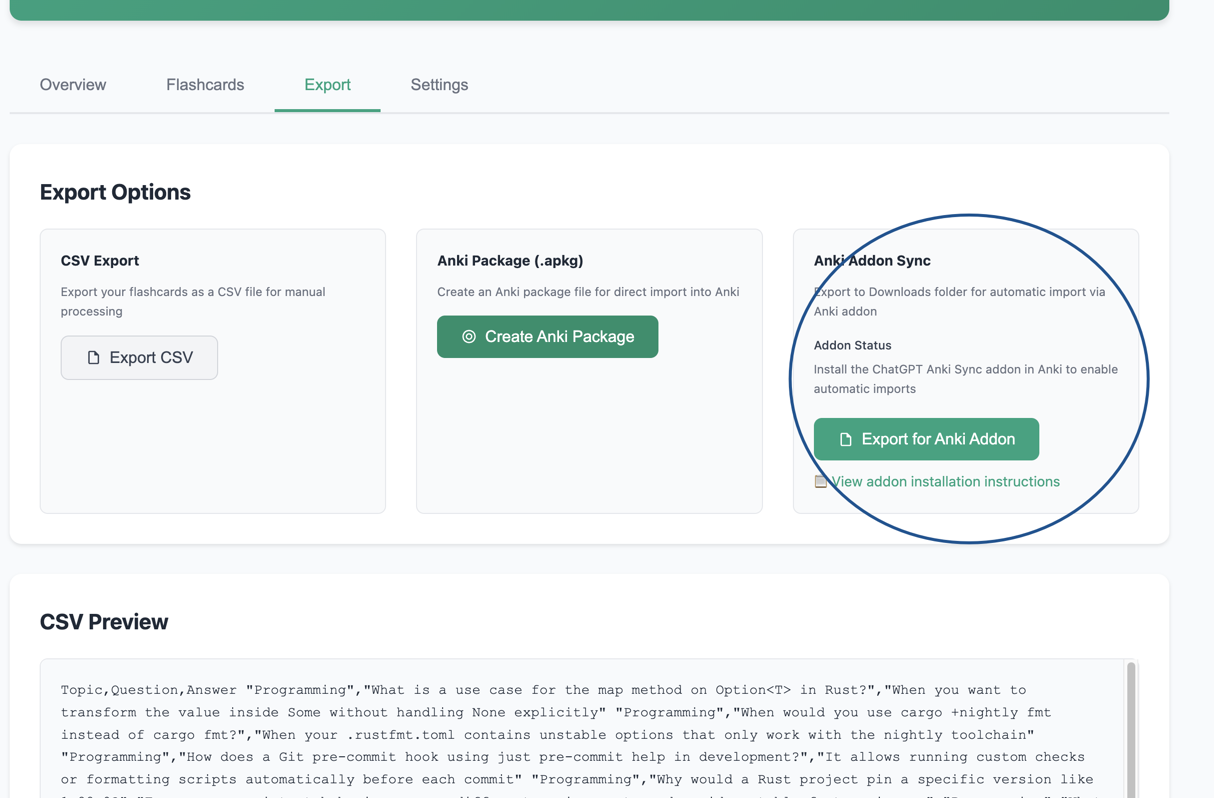 Overview
Flashcards
Export
Settings
Export Options
CSV Export
Export your flashcards as a CSV file for manual
processing
Export CSV
Anki Package (.apkg)
Create an Anki package file for direct import into Anki
Create Anki Package
Anki Addon Sync
Export to Downloads folder for automatic import via
Anki addon
Addon Status
Install the ChatGPT Anki Sync addon in Anki to enable
automatic imports
Export for Anki Addon
View addon installation instructions
CSV Preview
Topic,Question,Answer "Programming","What is a use case for the map method on Option<T> in Rust?","When you want to
transform the value inside Some without handling None explicitly" "Programming","When would you use cargo +nightly fmt
instead of cargo fmt?","When your .rustfmt.toml contains unstable options that only work with the nightly toolchain"
"Programming","How does a Git pre-commit hook using just pre-commit help in development?","It allows running custom checks
or formatting scripts automatically before each commit" "Programming","Why would a Rust project pin a specific version like